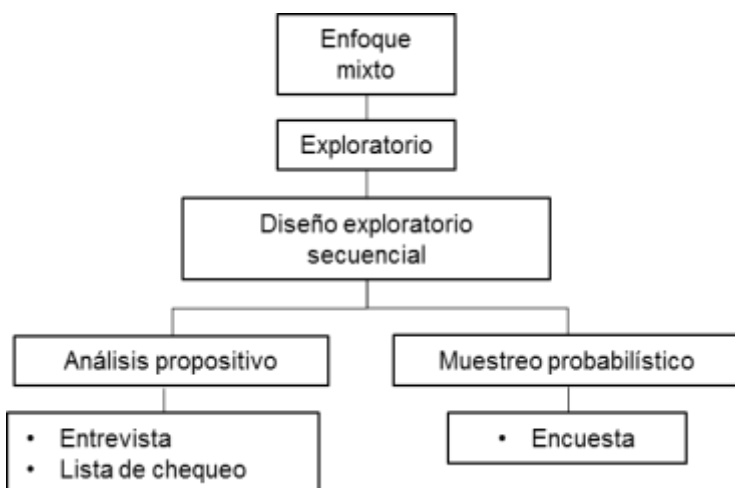 Enfoque
mixto
Exploratorio
Diseño exploratorio
secuencial
Análisis propositivo
Muestreo probabilístico
• Entrevista
• Lista de chequeo
• Encuesta